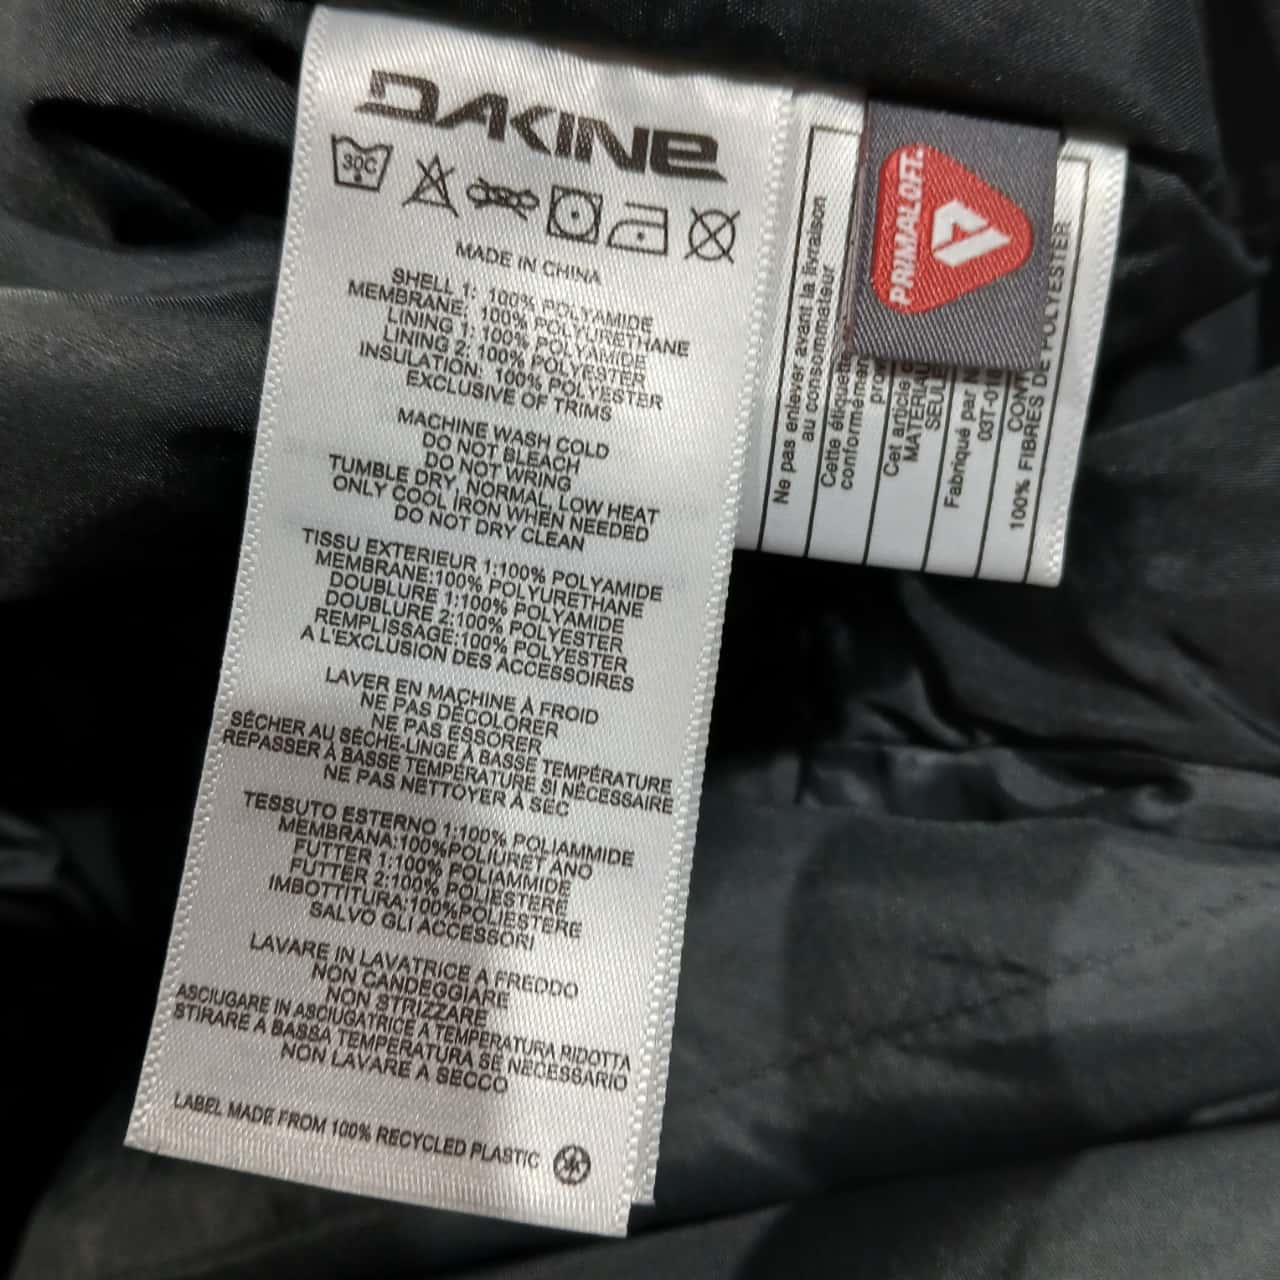 DAKINE
30C
MADE IN CHINA
SHELL 1: 100% POLYAMIDE
MEMBRANE: 100% POLYURETHANE
LINING 1: 100% POLYAMIDE
LINING 2: 100% POLYESTER
INSULATION: 100% POLYESTER
EXCLUSIVE OF TRIMS
MACHINE WASH COLD
DO NOT BLEACH
DO NOT WRING
TUMBLE DRY, NORMAL, LOW HEAT
ONLY COOL IRON WHEN NEEDED
DO NOT DRY CLEAN
TISSU EXTERIEUR 1:100% POLYAMIDE
MEMBRANE:100% POLYURETHANE
DOUBLURE 1:100% POLYAMIDE
DOUBLURE 2:100% POLYESTER
REMPLISSAGE:100% POLYESTER
A L'EXCLUSION DES ACCESSOIRES
LAVER EN MACHINE À FROID
NE PAS DÉCOLORER
NE PAS ESSORER
SÉCHER AU SÉCHE-LINGE À BASSE TEMPÉRATURE
REPASSER À BASSE TEMPÉRATURE SI NÉCESSAIRE
NE PAS NETTOYER À SEC
TESSUTO ESTERNO 1:100% POLIAMMIDE
MEMBRANA:100%POLIURET ANO
FUTTER 1:100% POLIAMMIDE
FUTTER 2:100% POLIESTERE
IMBOTTITURA:100%POLIESTERE
SALVO GLI ACCESSORI
LAVARE IN LAVATRICE A FREDDO
NON CANDEGGIARE
NON STRIZZARE
ASCIUGARE IN ASCIUGATRICE A TEMPERATURA RIDOTTA
STIRARE A BASSA TEMPERATURA SE NECESSARIO
NON LAVARE A SECCO
LABEL MADE FROM 100% RECYCLED PLASTIC
PRIMALOFT
Ne pas enlever avant la livraison
au consommateur
Cette
Cet article
SEULE
Fabriqué par
100% FIBRES DE POLYESTER